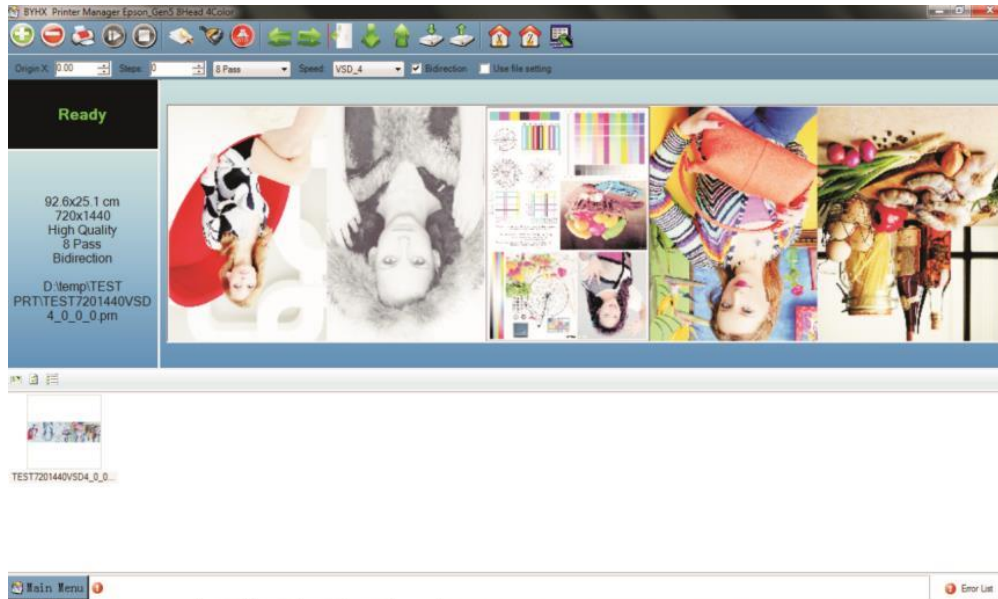 BYHX Printer Manager Epson_Gen5 8Head 4Color
Origin X: 0.00 Steps: 0 8 Pass Speed: VSD_4 Bidirection Use file setting
Ready
92.6x25.1 cm
720x1440
High Quality
8 Pass
Bidirection
D:\temp\TEST
PRT\TEST7201440VSD
4_0_0_0.prn
TEST7201440VSD4_0_0...
Main Menu
Error List